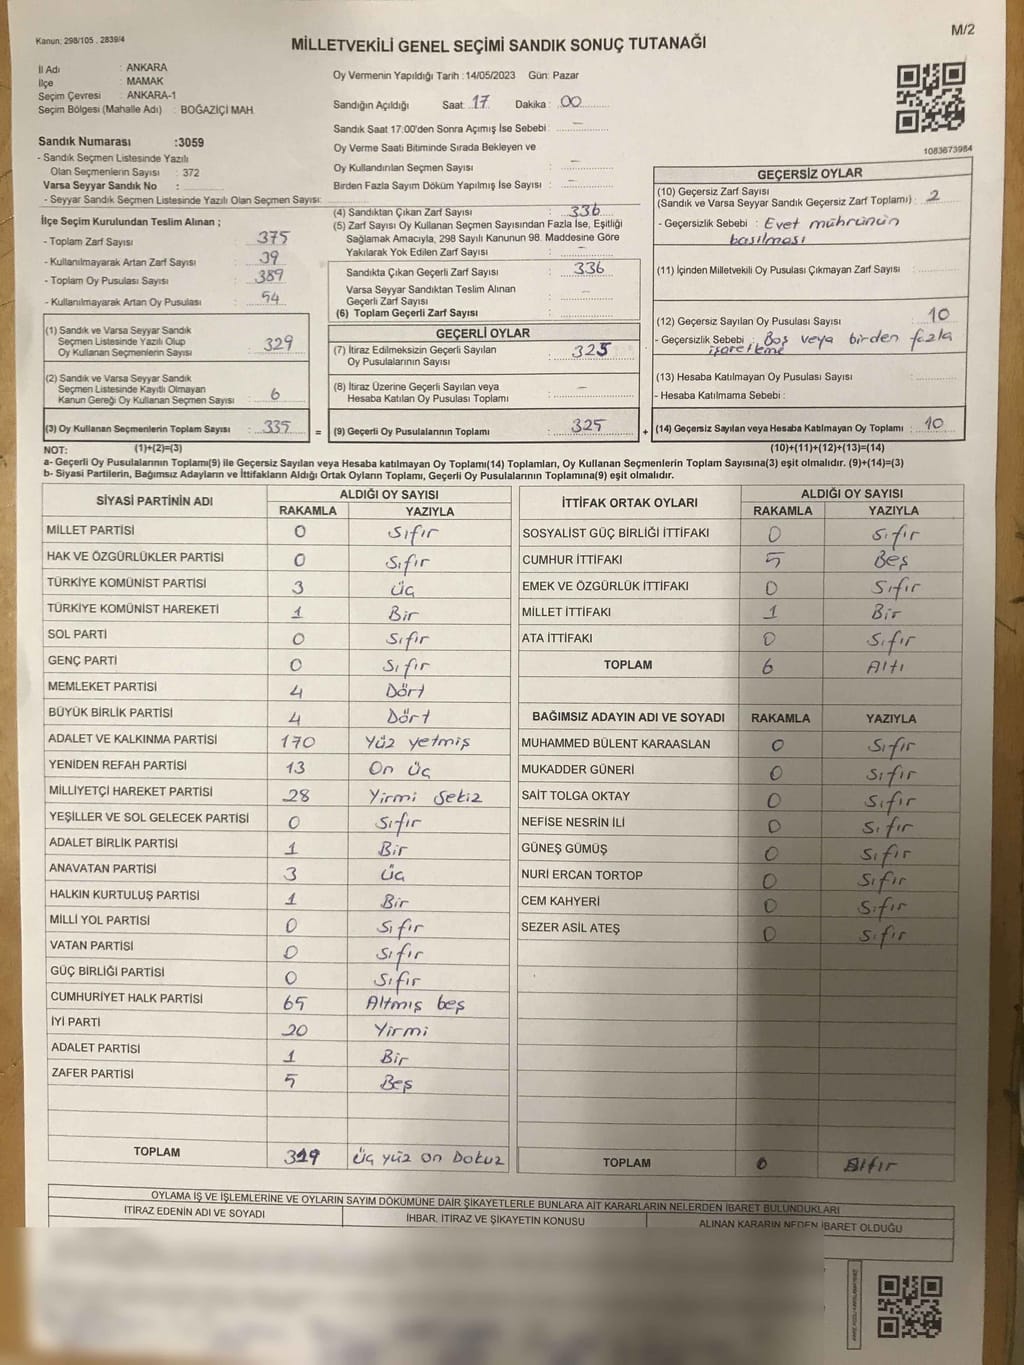 Kanun: 298/105 , 2839/4
M/2
MİLLETVEKİLİ GENEL SEÇİMİ SANDIK SONUÇ TUTANAĞI
İl Adı : ANKARA
İlçe : MAMAK
Seçim Çevresi : ANKARA-1
Seçim Bölgesi (Mahalle Adı) : BOĞAZİÇİ MAH.
Sandık Numarası :3059
- Sandık Seçmen Listesinde Yazılı
Olan Seçmenlerin Sayısı : 372
Varsa Seyyar Sandık No :
- Seyyar Sandık Seçmen Listesinde Yazılı Olan Seçmen Sayısı:
Oy Vermenin Yapıldığı Tarih :14/05/2023 Gün: Pazar
Sandığın Açıldığı Saat : 17 Dakika : 00
Sandık Saat 17:00'den Sonra Açımış İse Sebebi : —
Oy Verme Saati Bitiminde Sırada Bekleyen ve
Oy Kullandırılan Seçmen Sayısı : —
Birden Fazla Sayım Döküm Yapılmış İse Sayısı : —
1083673984
İlçe Seçim Kurulundan Teslim Alınan ;
- Toplam Zarf Sayısı : 375
- Kullanılmayarak Artan Zarf Sayısı : 39
- Toplam Oy Pusulası Sayısı : 389
- Kullanılmayarak Artan Oy Pusulası : 54
(4) Sandıktan Çıkan Zarf Sayısı : 336
(5) Zarf Sayısı Oy Kullanan Seçmen Sayısından Fazla İse, Eşitliği
Sağlamak Amacıyla, 298 Sayılı Kanunun 98. Maddesine Göre
Yakılarak Yok Edilen Zarf Sayısı : —
Sandıkta Çıkan Geçerli Zarf Sayısı : 336
Varsa Seyyar Sandıktan Teslim Alınan
Geçerli Zarf Sayısı : —
(6) Toplam Geçerli Zarf Sayısı :
GEÇERSİZ OYLAR
(10) Geçersiz Zarf Sayısı
(Sandık ve Varsa Seyyar Sandık Geçersiz Zarf Toplamı) : 2
- Geçersizlik Sebebi : Evet mührünün
basılması
(11) İçinden Milletvekili Oy Pusulası Çıkmayan Zarf Sayısı :
(12) Geçersiz Sayılan Oy Pusulası Sayısı : 10
- Geçersizlik Sebebi : Boş veya birden fazla
işaretleme
(13) Hesaba Katılmayan Oy Pusulası Sayısı :
- Hesaba Katılmama Sebebi :
(1) Sandık ve Varsa Seyyar Sandık
Seçmen Listesinde Yazılı Olup
Oy Kullanan Seçmenlerin Sayısı : 329
(2) Sandık ve Varsa Seyyar Sandık
Seçmen Listesinde Kayıtlı Olmayan
Kanun Gereği Oy Kullanan Seçmen Sayısı : 6
(3) Oy Kullanan Seçmenlerin Toplam Sayısı : 335 =
GEÇERLİ OYLAR
(7) İtiraz Edilmeksizin Geçerli Sayılan
Oy Pusulalarının Sayısı : 325
(8) İtiraz Üzerine Geçerli Sayılan veya
Hesaba Katılan Oy Pusulası Toplamı : —
(9) Geçerli Oy Pusulalarının Toplamı : 325 +
(14) Geçersiz Sayılan veya Hesaba Katılmayan Oy Toplamı : 10
NOT: (1)+(2)=(3) (10)+(11)+(12)+(13)=(14)
a- Geçerli Oy Pusulalarının Toplamı(9) ile Geçersiz Sayılan veya Hesaba katılmayan Oy Toplamı(14) Toplamları, Oy Kullanan Seçmenlerin Toplam Sayısına(3) eşit olmalıdır. (9)+(14)=(3)
b- Siyasi Partilerin, Bağımsız Adayların ve İttifakların Aldığı Ortak Oyların Toplamı, Geçerli Oy Pusulalarının Toplamına(9) eşit olmalıdır.
SİYASİ PARTİNİN ADI ALDIĞI OY SAYISI
RAKAMLA YAZIYLA
MİLLET PARTİSİ 0 Sıfır
HAK VE ÖZGÜRLÜKLER PARTİSİ 0 Sıfır
TÜRKİYE KOMÜNİST PARTİSİ 3 Üç
TÜRKİYE KOMÜNİST HAREKETİ 1 Bir
SOL PARTİ 0 Sıfır
GENÇ PARTİ 0 Sıfır
MEMLEKET PARTİSİ 4 Dört
BÜYÜK BİRLİK PARTİSİ 4 Dört
ADALET VE KALKINMA PARTİSİ 170 Yüz yetmiş
YENİDEN REFAH PARTİSİ 13 On üç
MİLLİYETÇİ HAREKET PARTİSİ 28 Yirmi sekiz
YEŞİLLER VE SOL GELECEK PARTİSİ 0 Sıfır
ADALET BİRLİK PARTİSİ 1 Bir
ANAVATAN PARTİSİ 3 Üç
HALKIN KURTULUŞ PARTİSİ 1 Bir
MİLLİ YOL PARTİSİ 0 Sıfır
VATAN PARTİSİ 0 Sıfır
GÜÇ BİRLİĞİ PARTİSİ 0 Sıfır
CUMHURİYET HALK PARTİSİ 65 Altmış beş
İYİ PARTİ 20 Yirmi
ADALET PARTİSİ 1 Bir
ZAFER PARTİSİ 5 Beş
TOPLAM 319 Üç yüz on Dokuz
İTTİFAK ORTAK OYLARI ALDIĞI OY SAYISI
RAKAMLA YAZIYLA
SOSYALİST GÜÇ BİRLİĞİ İTTİFAKI 0 Sıfır
CUMHUR İTTİFAKI 5 Beş
EMEK VE ÖZGÜRLÜK İTTİFAKI 0 Sıfır
MİLLET İTTİFAKI 1 Bir
ATA İTTİFAKI 0 Sıfır
TOPLAM 6 Altı
BAĞIMSIZ ADAYIN ADI VE SOYADI RAKAMLA YAZIYLA
MUHAMMED BÜLENT KARAASLAN 0 Sıfır
MUKADDER GÜNERİ 0 Sıfır
SAİT TOLGA OKTAY 0 Sıfır
NEFİSE NESRİN İLİ 0 Sıfır
GÜNEŞ GÜMÜŞ 0 Sıfır
NURİ ERCAN TORTOP 0 Sıfır
CEM KAHYERİ 0 Sıfır
SEZER ASİL ATEŞ 0 Sıfır
TOPLAM 0 Sıfır
OYLAMA İŞ VE İŞLEMLERİNE VE OYLARIN SAYIM DÖKÜMÜNE DAİR ŞİKAYETLERLE BUNLARA AİT KARARLARIN NELERDEN İBARET BULUNDUKLARI
İTİRAZ EDENİN ADI VE SOYADI İHBAR, İTİRAZ VE ŞİKAYETİN KONUSU ALINAN KARARIN NEDEN İBARET OLDUĞU